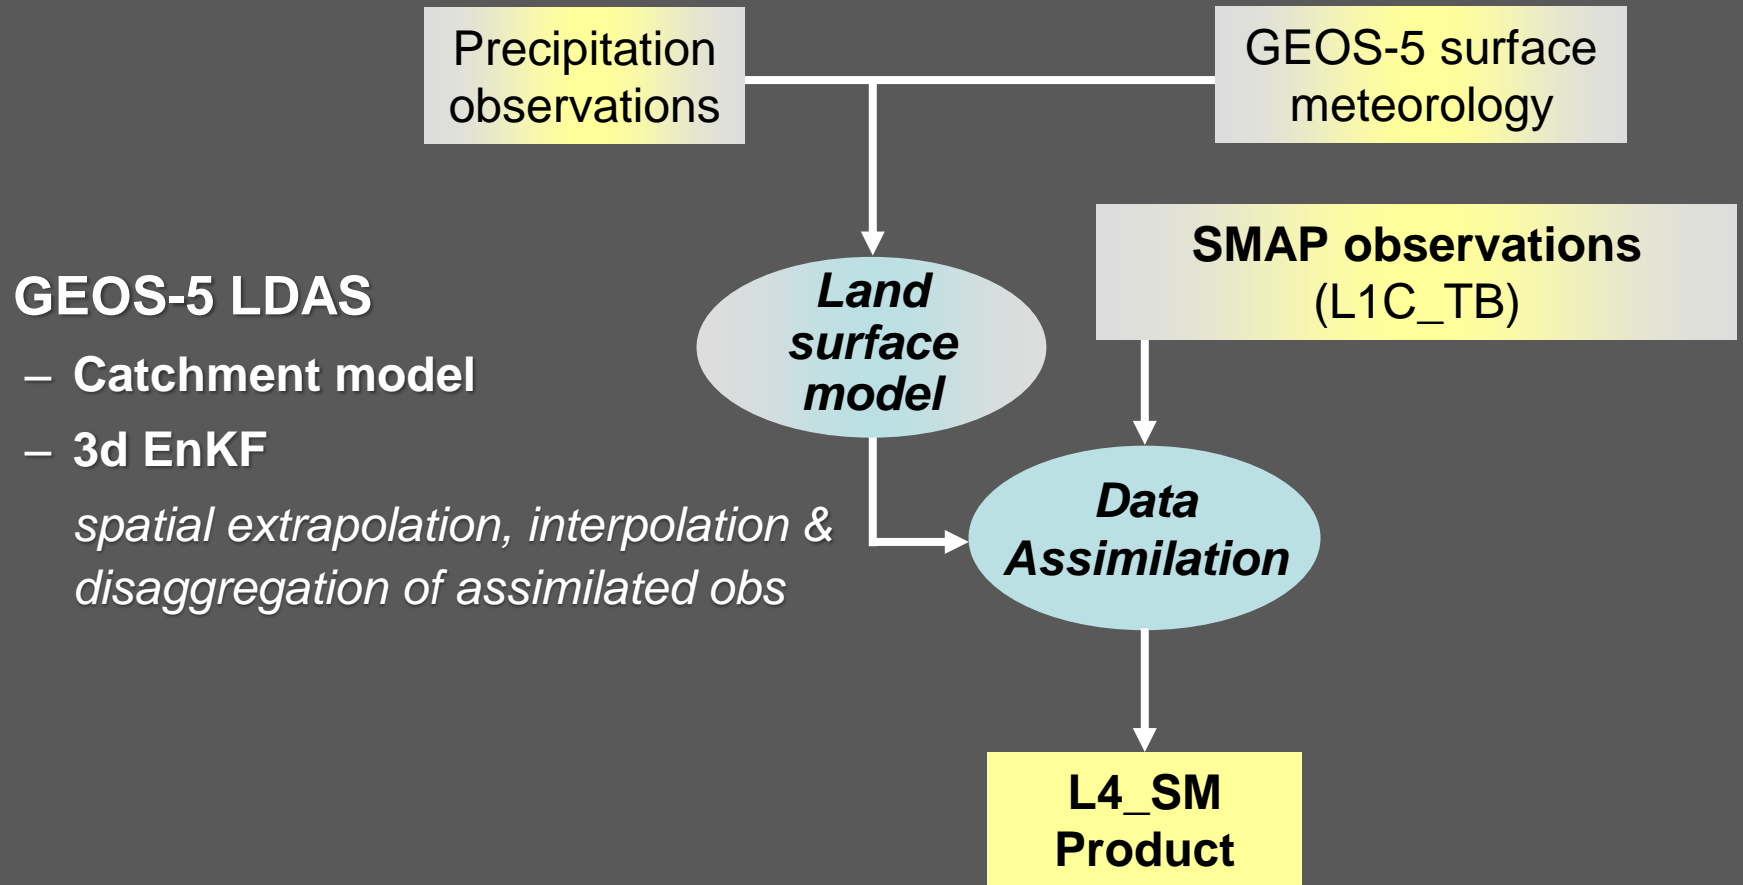 Precipitation
observations
GEOS-5 surface
meteorology
SMAP observations
(L1C_TB)
GEOS-5 LDAS
– Catchment model
– 3d EnKF
spatial extrapolation, interpolation &
disaggregation of assimilated obs
Land
surface
model
Data
Assimilation
L4_SM
Product